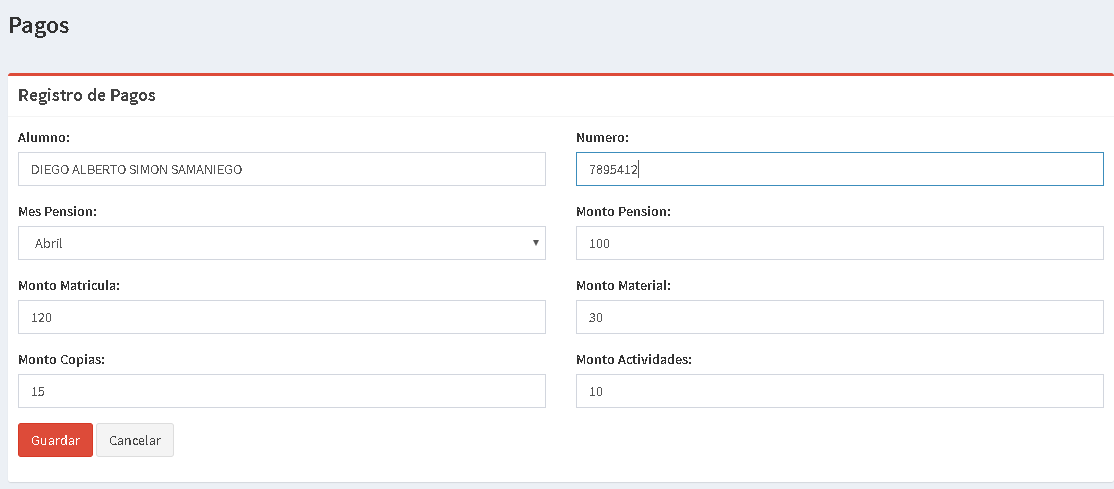 Pagos
Registro de Pagos
Alumno:
Numero:
DIEGO ALBERTO SIMON SAMANIEGO
7895412
Mes Pension:
Monto Pension:
Abril
100
Monto Matricula:
Monto Material:
120
30
Monto Copias:
Monto Actividades:
15
10
Guardar
Cancelar